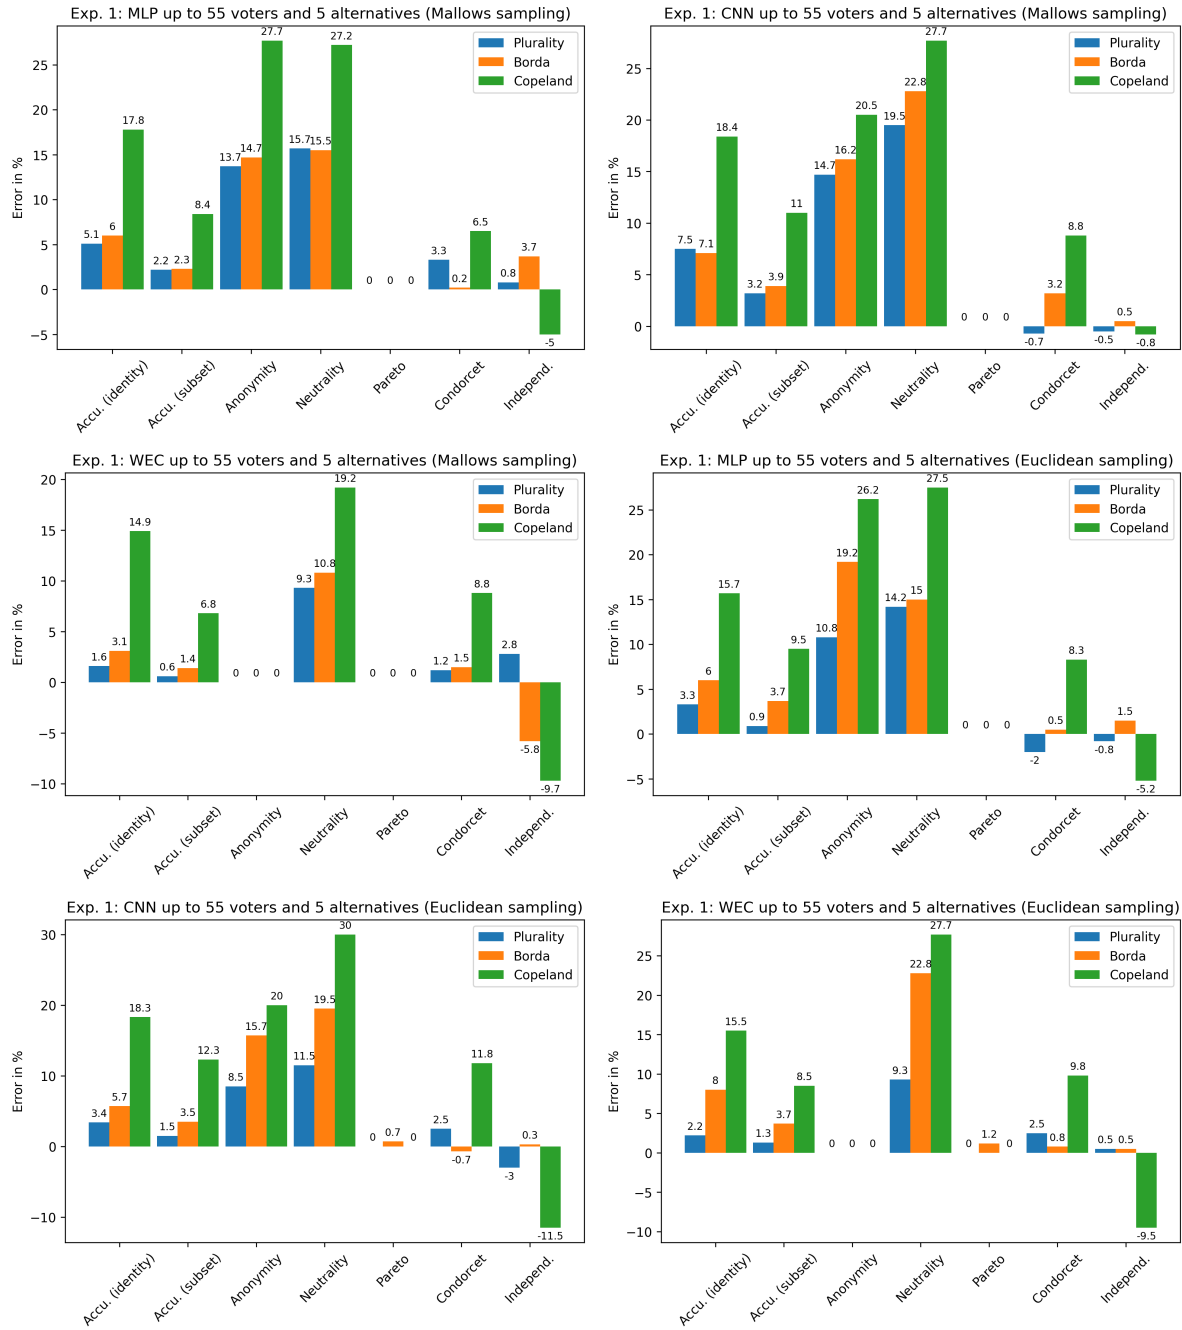 Exp. 1: MLP up to 55 voters and 5 alternatives (Mallows sampling)
Error in %
25
20
15
10
5
0
−5
5.1 6 17.8 2.2 2.3 8.4 13.7 14.7 27.7 15.7 15.5 27.2 0 0 0 3.3 0.2 6.5 0.8 3.7 -5
Plurality
Borda
Copeland
Accu. (identity) Accu. (subset) Anonymity Neutrality Pareto Condorcet Independ.
Exp. 1: CNN up to 55 voters and 5 alternatives (Mallows sampling)
Error in %
25
20
15
10
5
0
7.5 7.1 18.4 3.2 3.9 11 14.7 16.2 20.5 19.5 22.8 27.7 0 0 0 -0.7 3.2 8.8 -0.5 0.5 -0.8
Plurality
Borda
Copeland
Accu. (identity) Accu. (subset) Anonymity Neutrality Pareto Condorcet Independ.
Exp. 1: WEC up to 55 voters and 5 alternatives (Mallows sampling)
Error in %
20
15
10
5
0
−5
−10
1.6 3.1 14.9 0.6 1.4 6.8 0 0 0 9.3 10.8 19.2 0 0 0 1.2 1.5 8.8 2.8 -5.8 -9.7
Plurality
Borda
Copeland
Accu. (identity) Accu. (subset) Anonymity Neutrality Pareto Condorcet Independ.
Exp. 1: MLP up to 55 voters and 5 alternatives (Euclidean sampling)
Error in %
25
20
15
10
5
0
−5
3.3 6 15.7 0.9 3.7 9.5 10.8 19.2 26.2 14.2 15 27.5 0 0 0 -2 0.5 8.3 -0.8 1.5 -5.2
Plurality
Borda
Copeland
Accu. (identity) Accu. (subset) Anonymity Neutrality Pareto Condorcet Independ.
Exp. 1: CNN up to 55 voters and 5 alternatives (Euclidean sampling)
Error in %
30
20
10
0
−10
3.4 5.7 18.3 1.5 3.5 12.3 8.5 15.7 20 11.5 19.5 30 0 0.7 0 2.5 -0.7 11.8 -3 0.3 -11.5
Plurality
Borda
Copeland
Accu. (identity) Accu. (subset) Anonymity Neutrality Pareto Condorcet Independ.
Exp. 1: WEC up to 55 voters and 5 alternatives (Euclidean sampling)
Error in %
25
20
15
10
5
0
−5
−10
2.2 8 15.5 1.3 3.7 8.5 0 0 0 9.3 22.8 27.7 0 1.2 0 2.5 0.8 9.8 0.5 0.5 -9.5
Plurality
Borda
Copeland
Accu. (identity) Accu. (subset) Anonymity Neutrality Pareto Condorcet Independ.